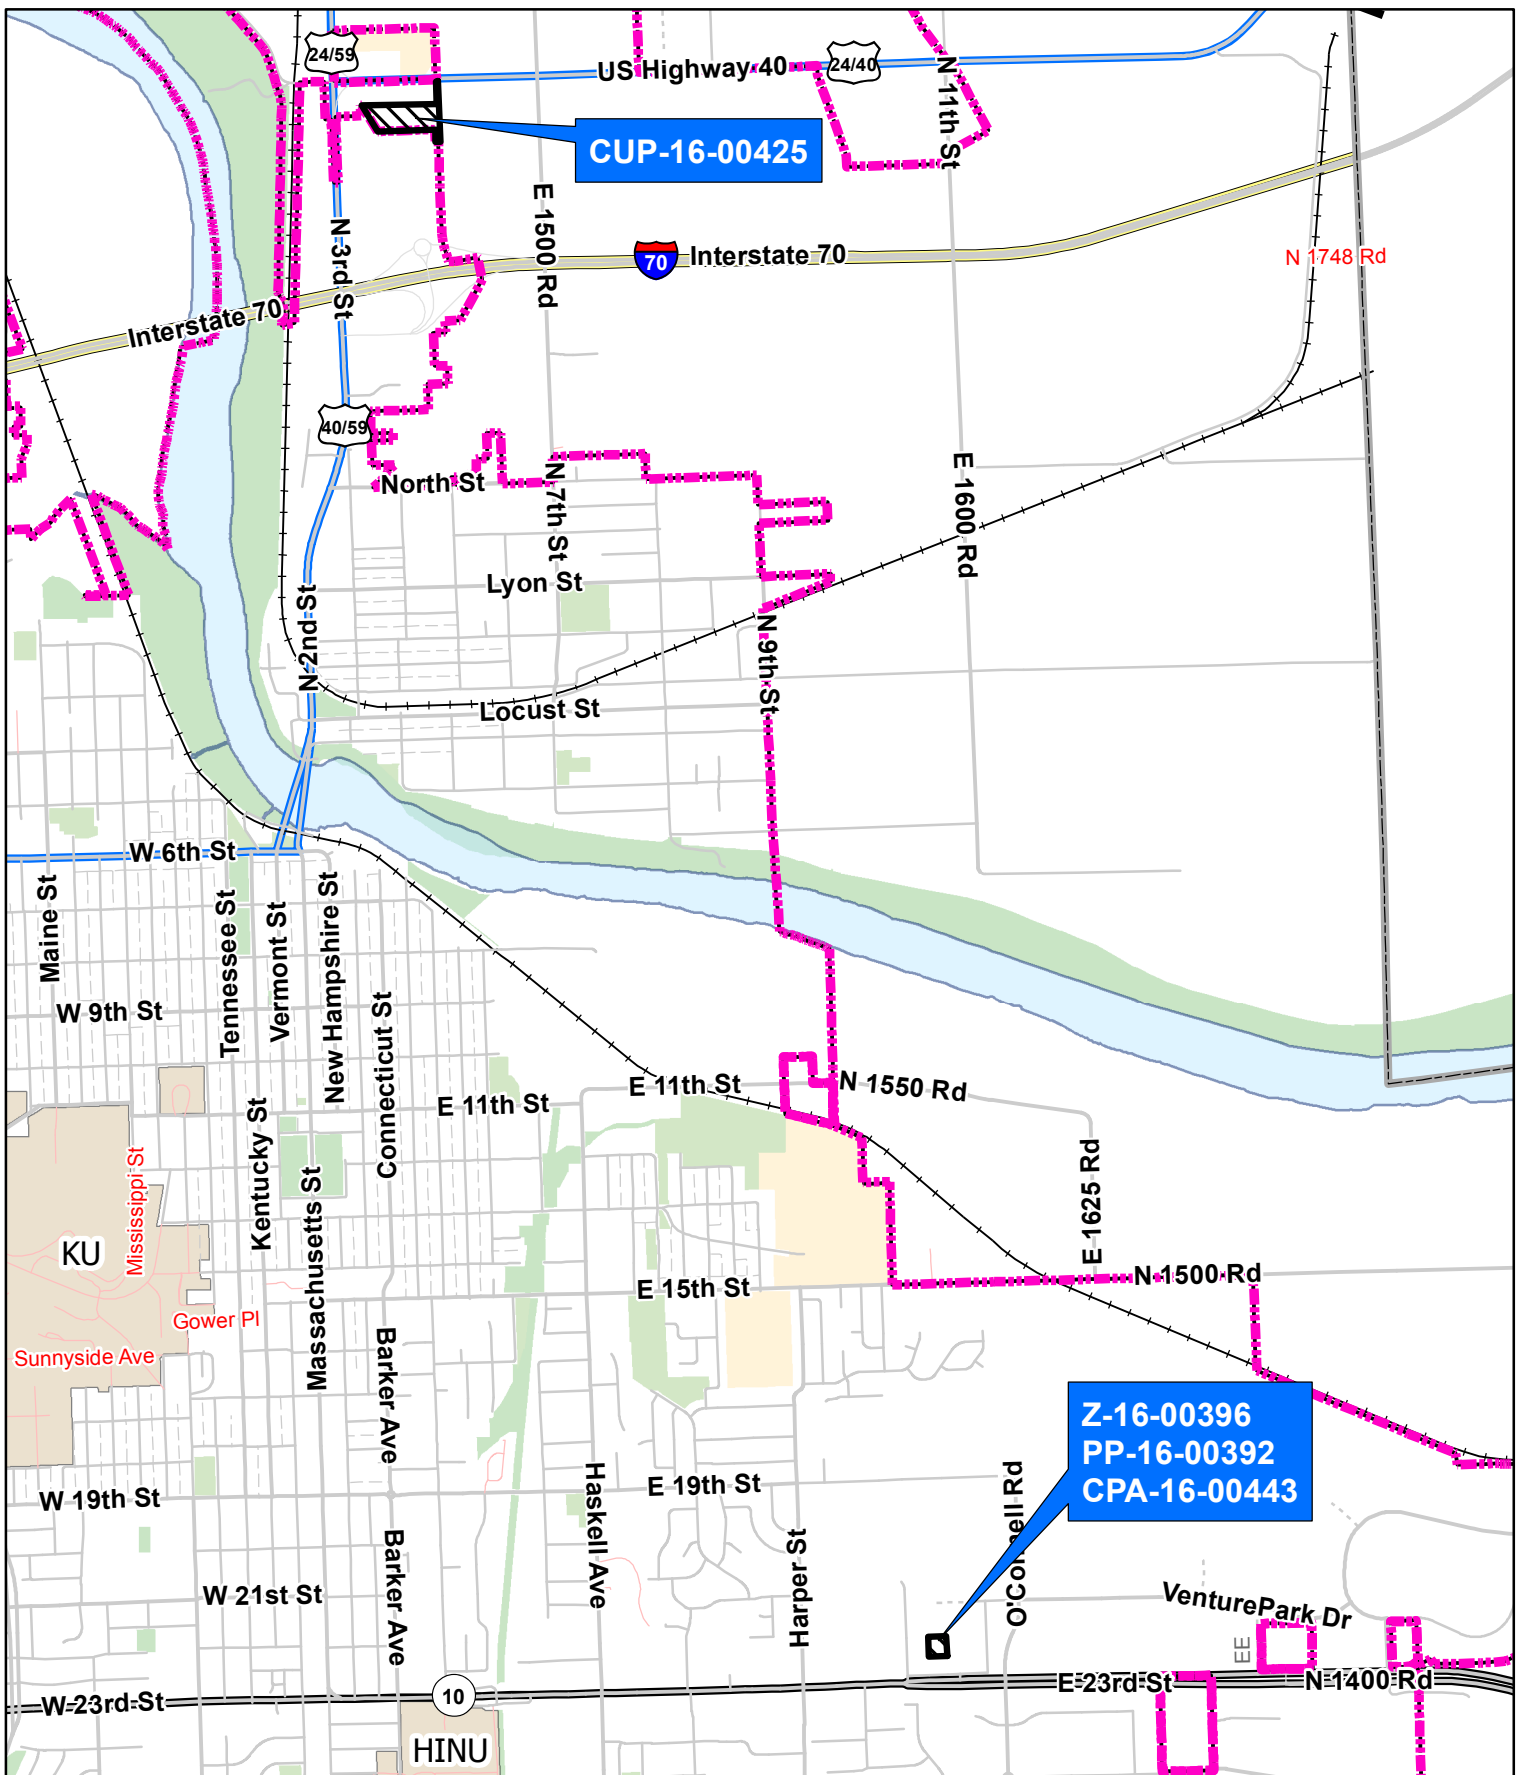 24/59
US Highway 40
24/40
N 11th St
CUP-16-00425
E 1500 Rd
N 3rd St
70
Interstate 70
N 1748 Rd
Interstate 70
40/59
North St
N 7th St
E 1600 Rd
Lyon St
N 2nd St
N 9th St
Locust St
W 6th St
Maine St
Tennessee St
Vermont St
New Hampshire St
Connecticut St
W 9th St
E 11th St
E 11th St
N 1550 Rd
Kentucky St
Massachusetts St
Mississippi St
E 1625 Rd
KU
N 1500 Rd
E 15th St
Gower Pl
Sunnyside Ave
Barker Ave
Z-16-00396
PP-16-00392
CPA-16-00443
W 19th St
E 19th St
Haskell Ave
O'Connell Rd
Barker Ave
Harper St
W 21st St
VenturePark Dr
EE
W 23rd St
10
E 23rd St
N 1400 Rd
HINU